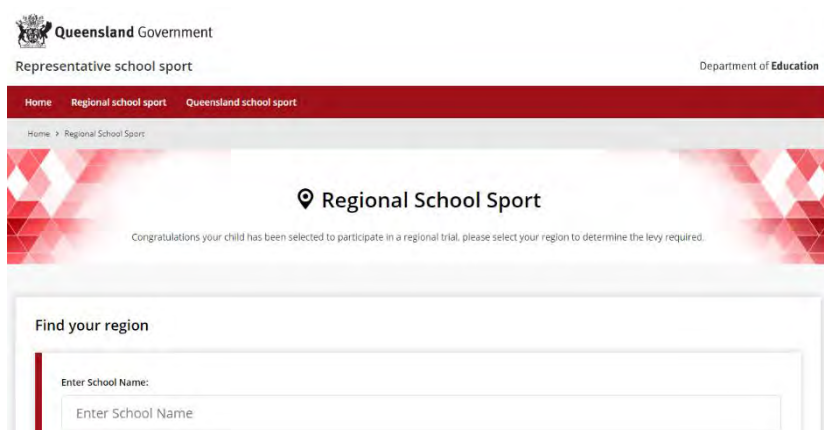 Queensland Government
Representative school sport
Department of Education
Home Regional school sport Queensland school sport
Home > Regional School Sport
Regional School Sport
Congratulations your child has been selected to participate in a regional trial, please select your region to determine the levy required.
Find your region
Enter School Name:
Enter School Name